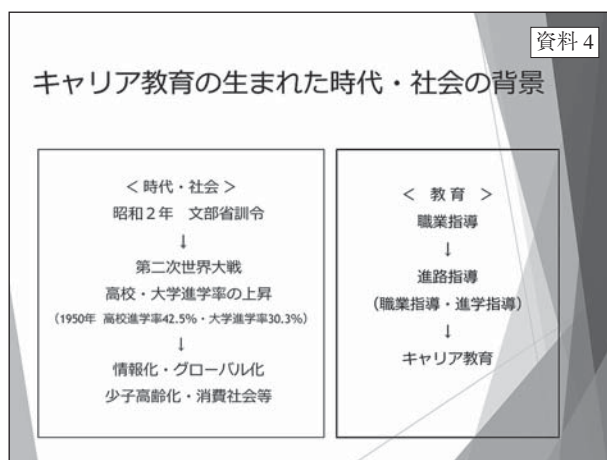 資料4
キャリア教育の生まれた時代・社会の背景
＜時代・社会＞
昭和２年　文部省訓令
↓
第二次世界大戦
高校・大学進学率の上昇
（1950年 高校進学率42.5%・大学進学率30.3%）
↓
情報化・グローバル化
少子高齢化・消費社会等
＜　教 育　＞
職業指導
↓
進路指導
（職業指導・進学指導）
↓
キャリア教育